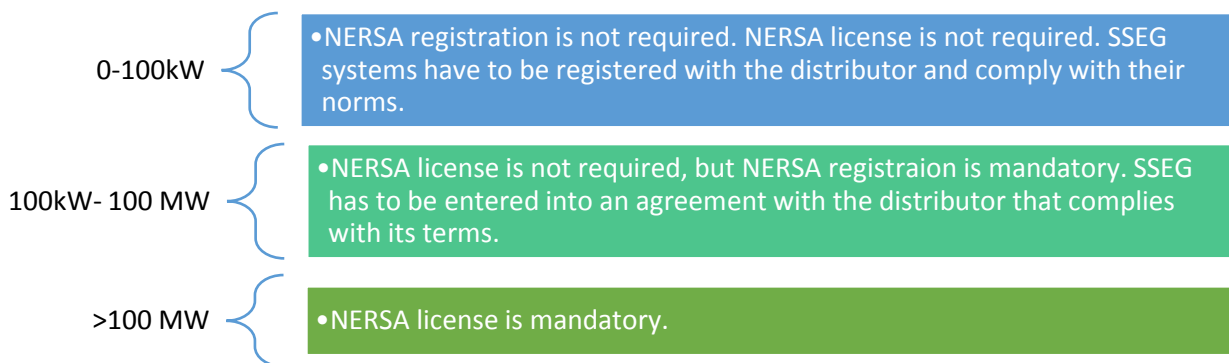 0-100kW
•NERSA registration is not required. NERSA license is not required. SSEG
systems have to be registered with the distributor and comply with their
norms.
100kW- 100 MW
•NERSA license is not required, but NERSA registraion is mandatory. SSEG
has to be entered into an agreement with the distributor that complies
with its terms.
>100 MW
•NERSA license is mandatory.